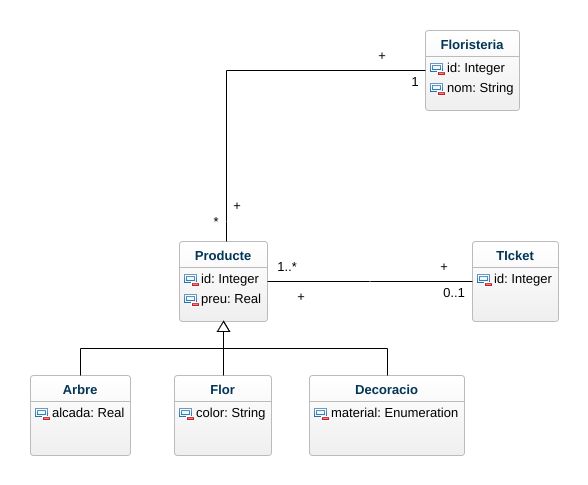 Floristeria
id: Integer
nom: String
+
1
+
*
Producte
id: Integer
preu: Real
1..*
+
+
0..1
TIcket
id: Integer
Arbre
alcada: Real
Flor
color: String
Decoracio
material: Enumeration